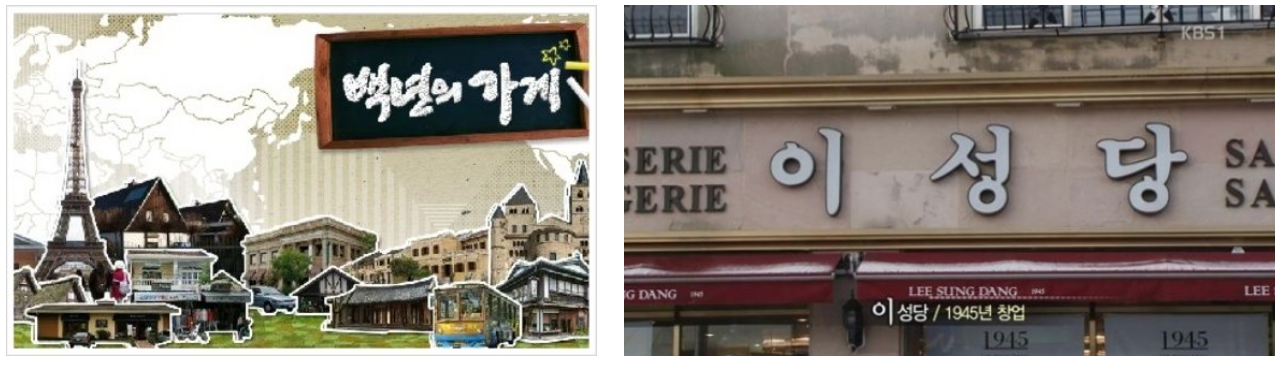 백년의 가게
KBS1
SERIE
GERIE
이성당
SA
SA
G DANG 1945
LEE SUNG DANG 1945
LEE
이성당 / 1945년 창업
1945
1945